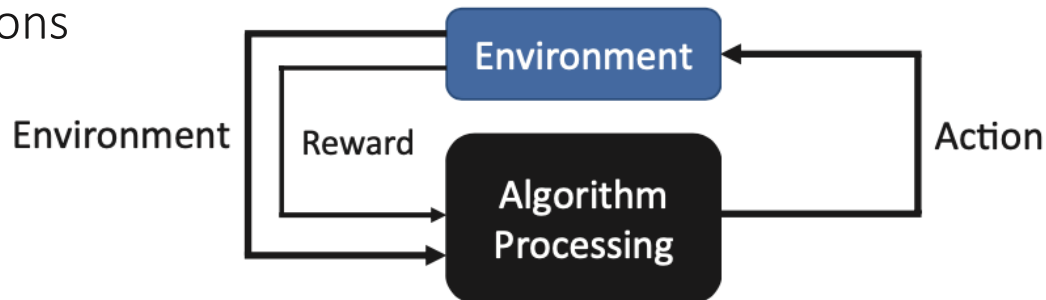 ons
Environment
Environment
Reward
Action
Algorithm
Processing